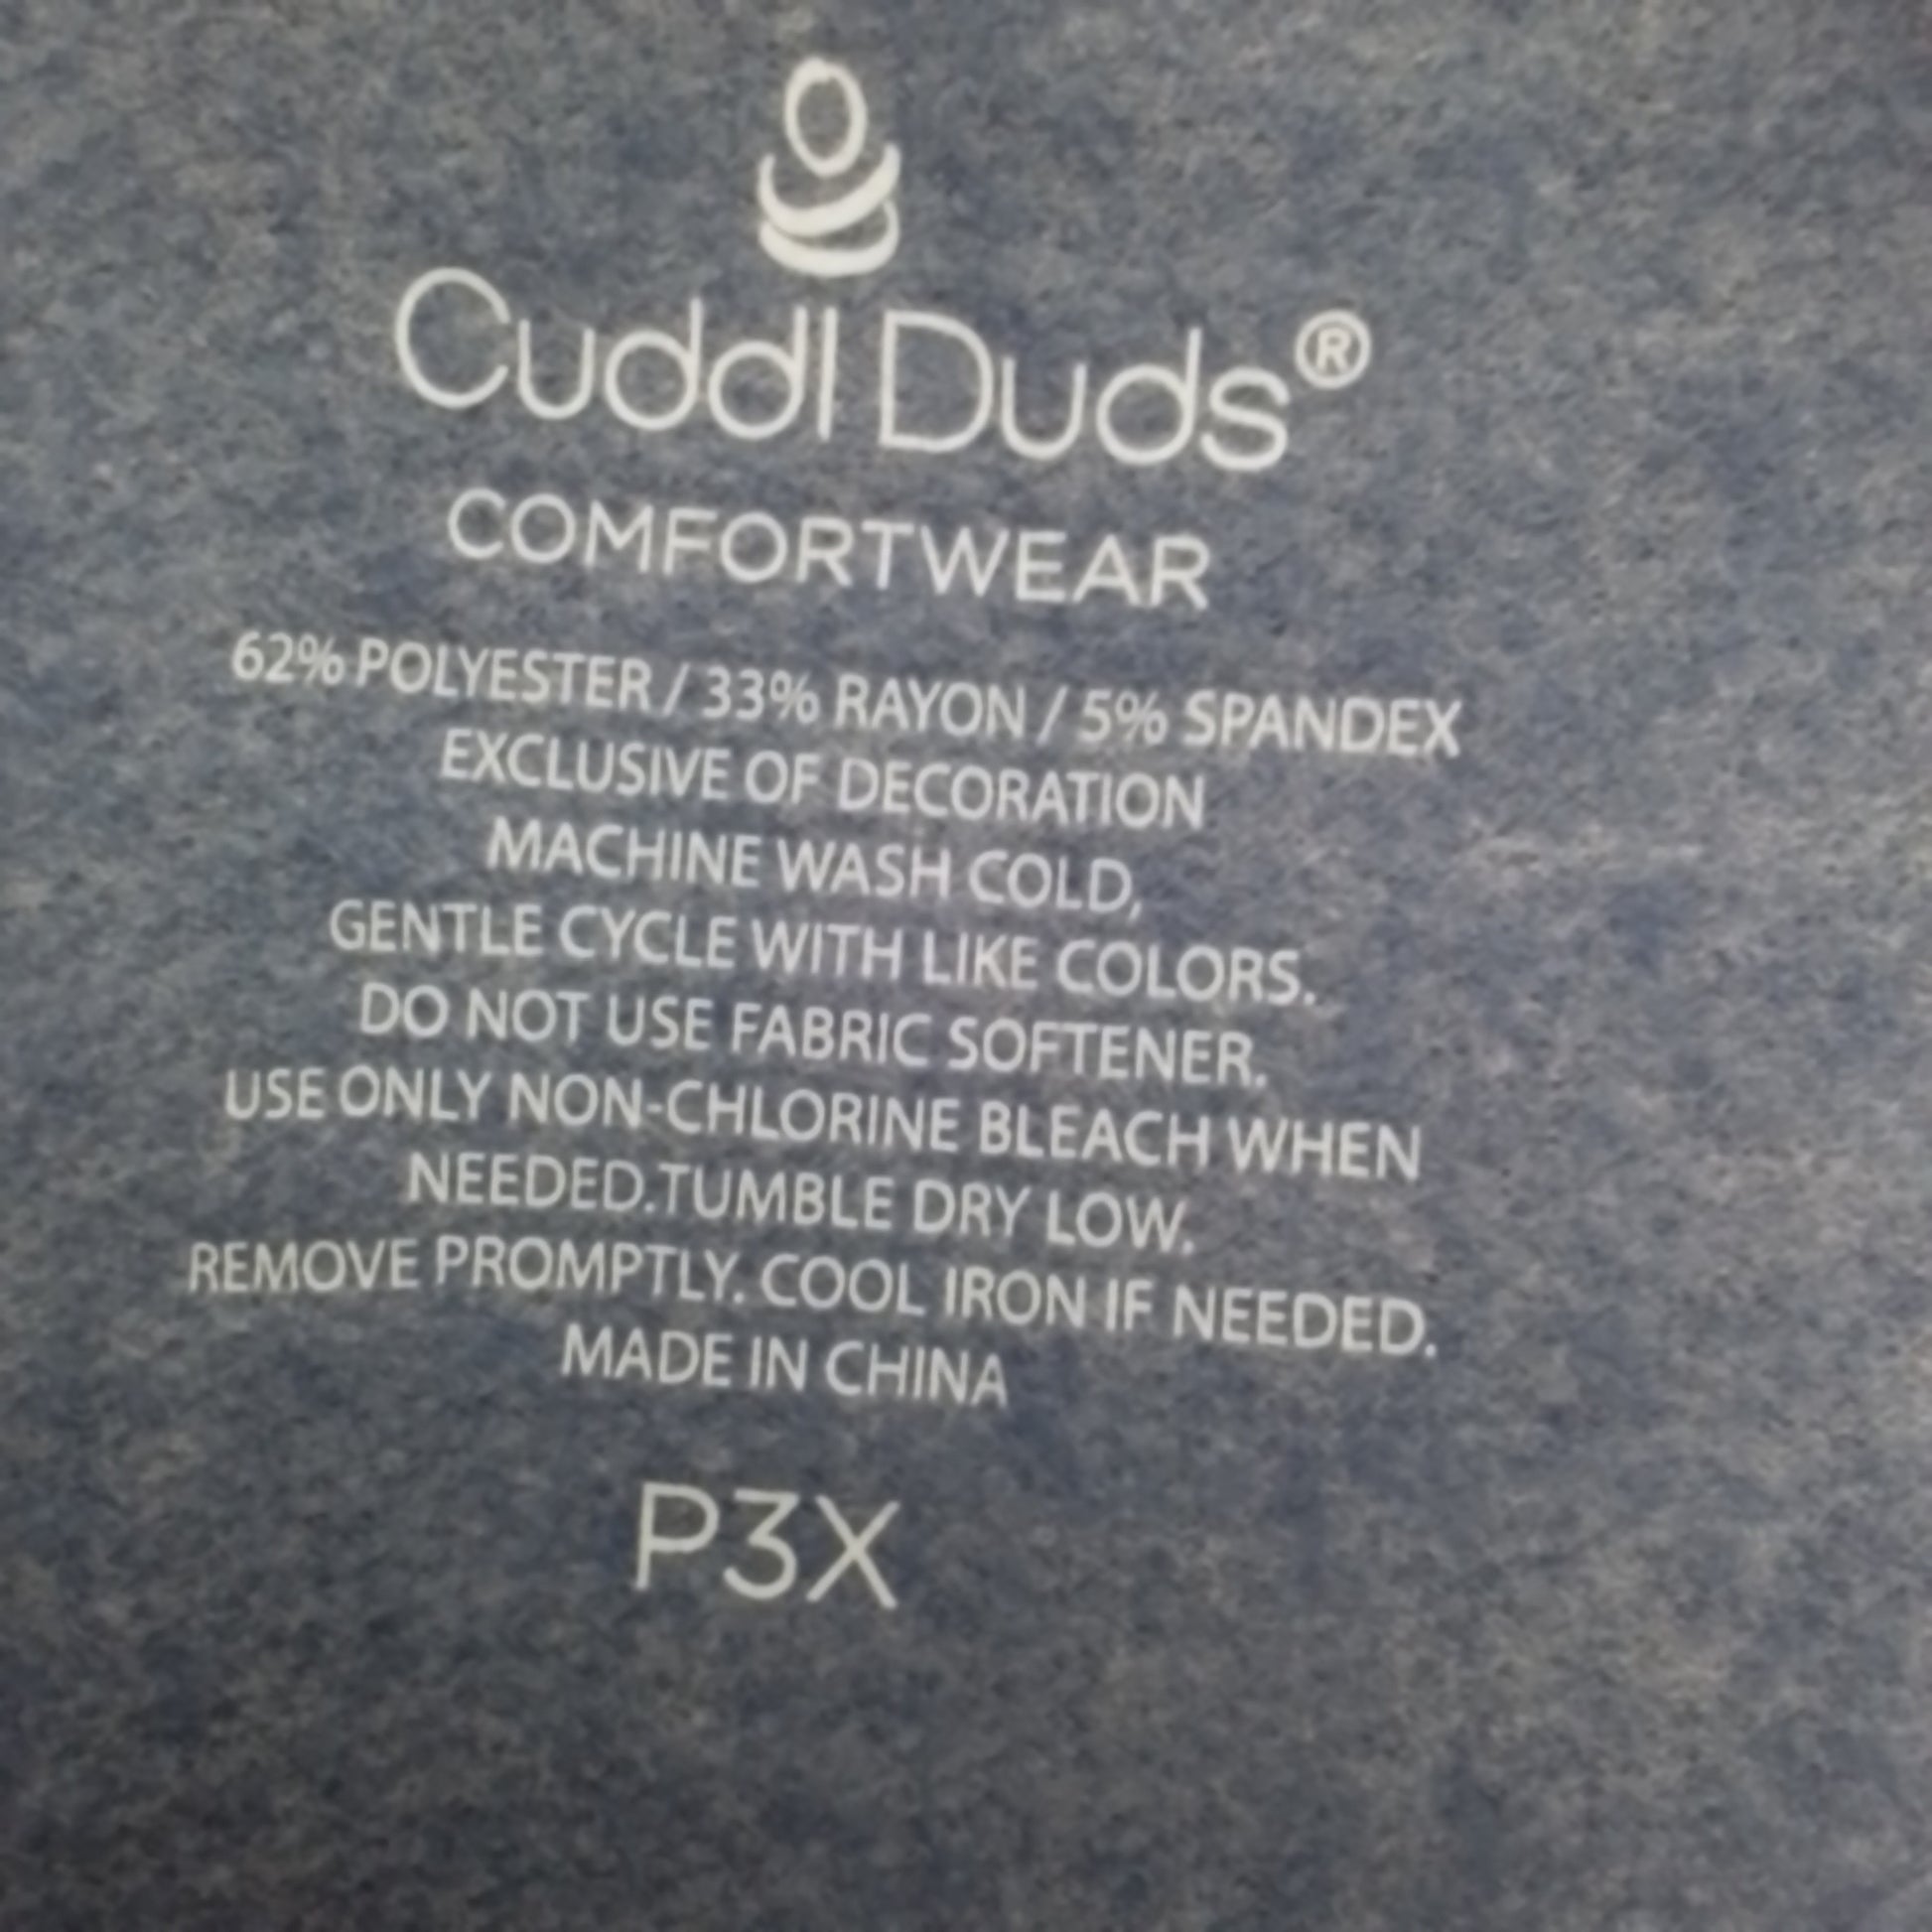 Cuddl Duds®
COMFORTWEAR
62% POLYESTER / 33% RAYON / 5% SPANDEX
EXCLUSIVE OF DECORATION
MACHINE WASH COLD,
GENTLE CYCLE WITH LIKE COLORS.
DO NOT USE FABRIC SOFTENER.
USE ONLY NON-CHLORINE BLEACH WHEN
NEEDED.TUMBLE DRY LOW.
REMOVE PROMPTLY. COOL IRON IF NEEDED.
MADE IN CHINA
P3X